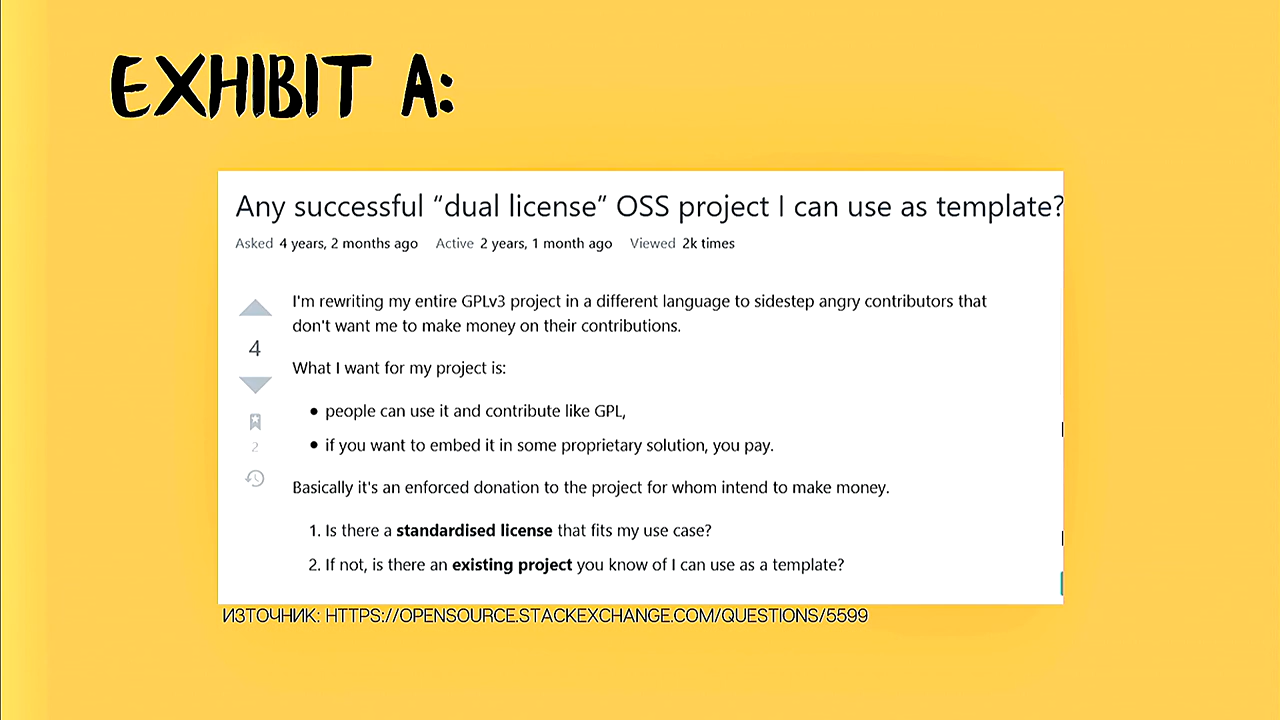 EXHIBIT A:
Any successful “dual license” OSS project I can use as template?
Asked 4 years, 2 months ago Active 2 years, 1 month ago Viewed 2k times
I'm rewriting my entire GPLv3 project in a different language to sidestep angry contributors that
don't want me to make money on their contributions.
4
What I want for my project is:
• people can use it and contribute like GPL,
• if you want to embed it in some proprietary solution, you pay.
2
Basically it's an enforced donation to the project for whom intend to make money.
1. Is there a standardised license that fits my use case?
2. If not, is there an existing project you know of I can use as a template?
ИЗТОЧНИК: HTTPS://OPENSOURCE.STACKEXCHANGE.COM/QUESTIONS/5599